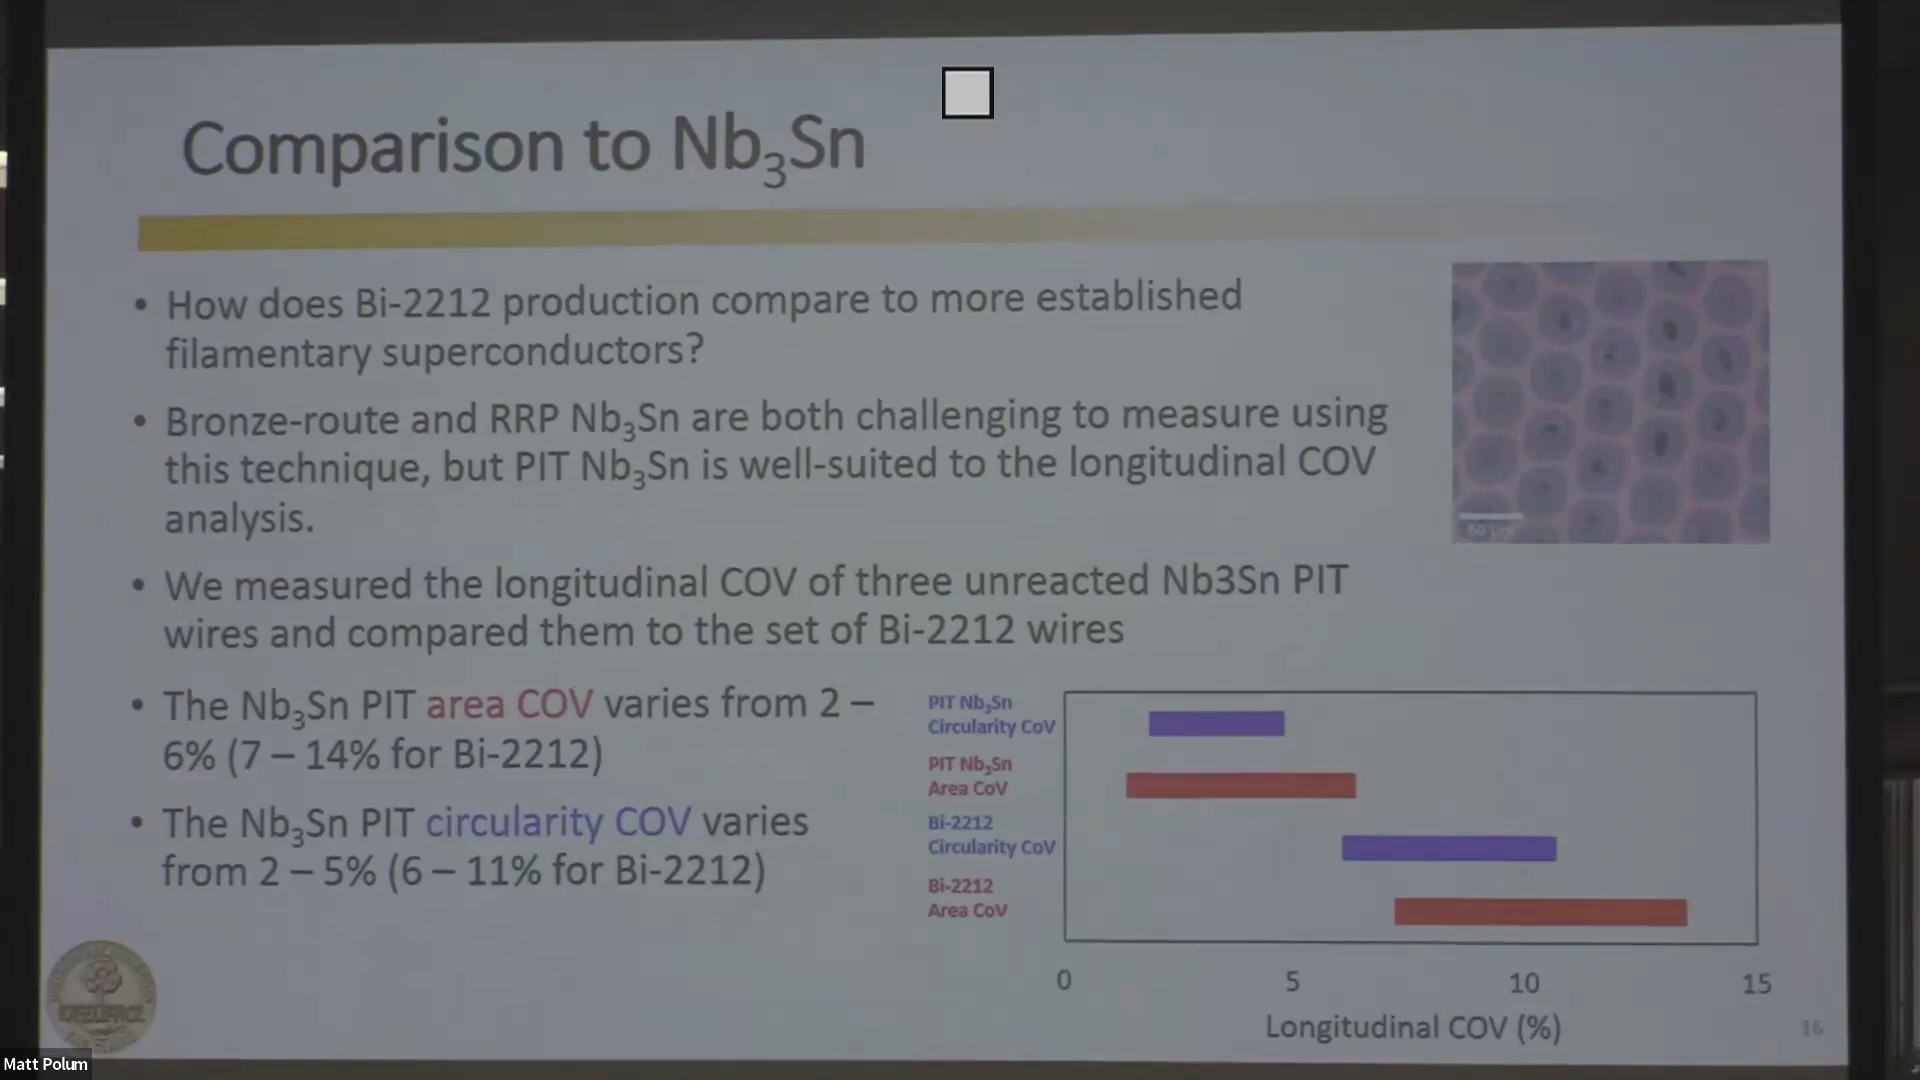 Comparison to Nb₃Sn
• How does Bi-2212 production compare to more established
filamentary superconductors?
• Bronze-route and RRP Nb₃Sn are both challenging to measure using
this technique, but PIT Nb₃Sn is well-suited to the longitudinal COV
analysis.
• We measured the longitudinal COV of three unreacted Nb3Sn PIT
wires and compared them to the set of Bi-2212 wires
• The Nb₃Sn PIT area COV varies from 2 –
6% (7 – 14% for Bi-2212)
• The Nb₃Sn PIT circularity COV varies
from 2 – 5% (6 – 11% for Bi-2212)
PIT Nb₃Sn
Circularity CoV
PIT Nb₃Sn
Area CoV
Bi-2212
Circularity CoV
Bi-2212
Area CoV
0 5 10 15
Longitudinal COV (%)
16
Matt Polum